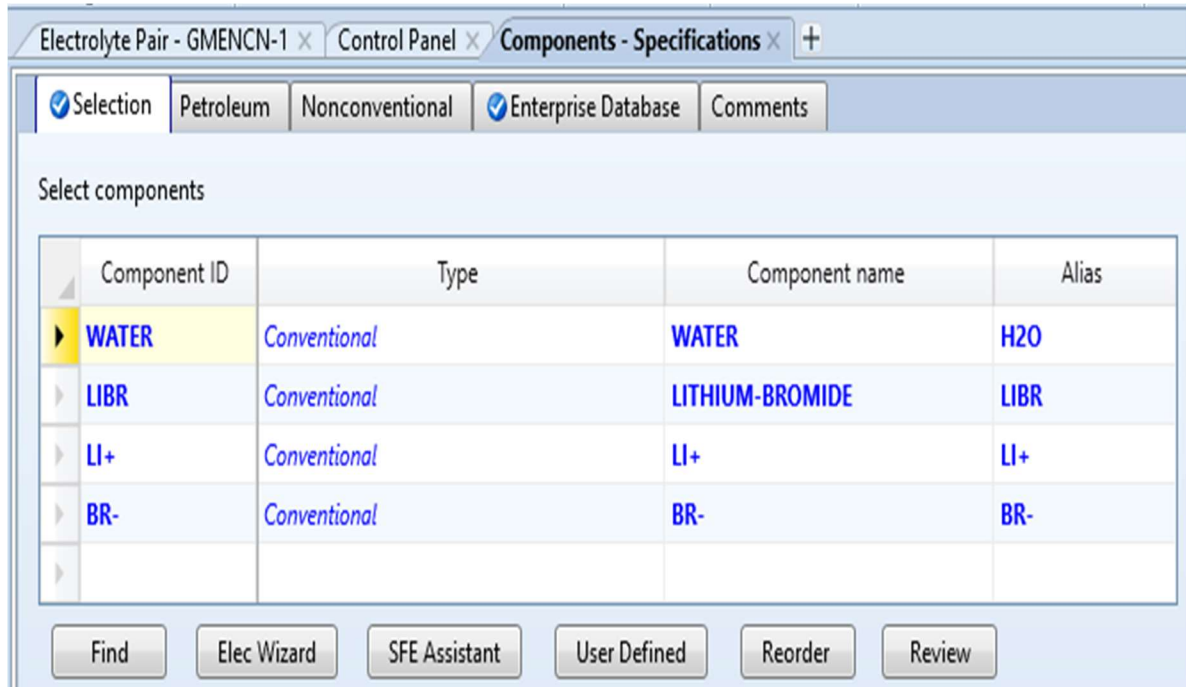 Electrolyte Pair - GMENCN-1 × Control Panel × Components - Specifications × +
Selection Petroleum Nonconventional Enterprise Database Comments
Select components
Component ID Type Component name Alias
WATER Conventional WATER H2O
LIBR Conventional LITHIUM-BROMIDE LIBR
LI+ Conventional LI+ LI+
BR- Conventional BR- BR-
Find Elec Wizard SFE Assistant User Defined Reorder Review